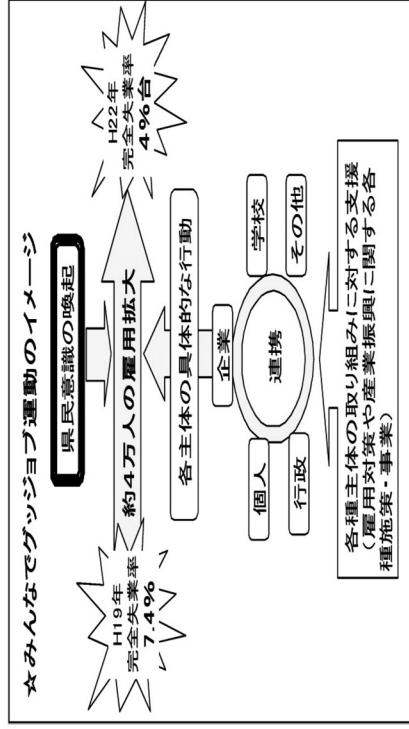 ☆みんなでグッジョブ運動のイメージ
県民意識の喚起
H19年
完全失業率
7.4%
約4万人の雇用拡大
H22年
完全失業率
4%台
各主体の具体的な行動
企業
個人
学校
連携
行政
その他
各種主体の取り組みに対する支援
（雇用対策や産業振興に関する各
種施策・事業）